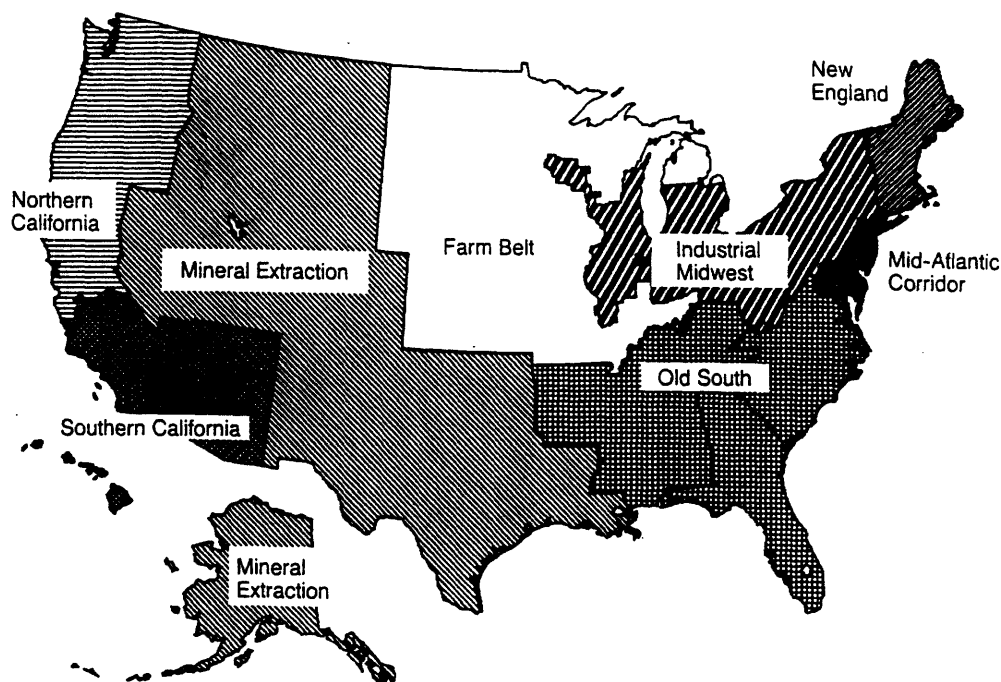 New
England
Northern
California
Mineral Extraction
Farm Belt
Industrial
Midwest
Mid-Atlantic
Corridor
Old South
Southern California
Mineral
Extraction